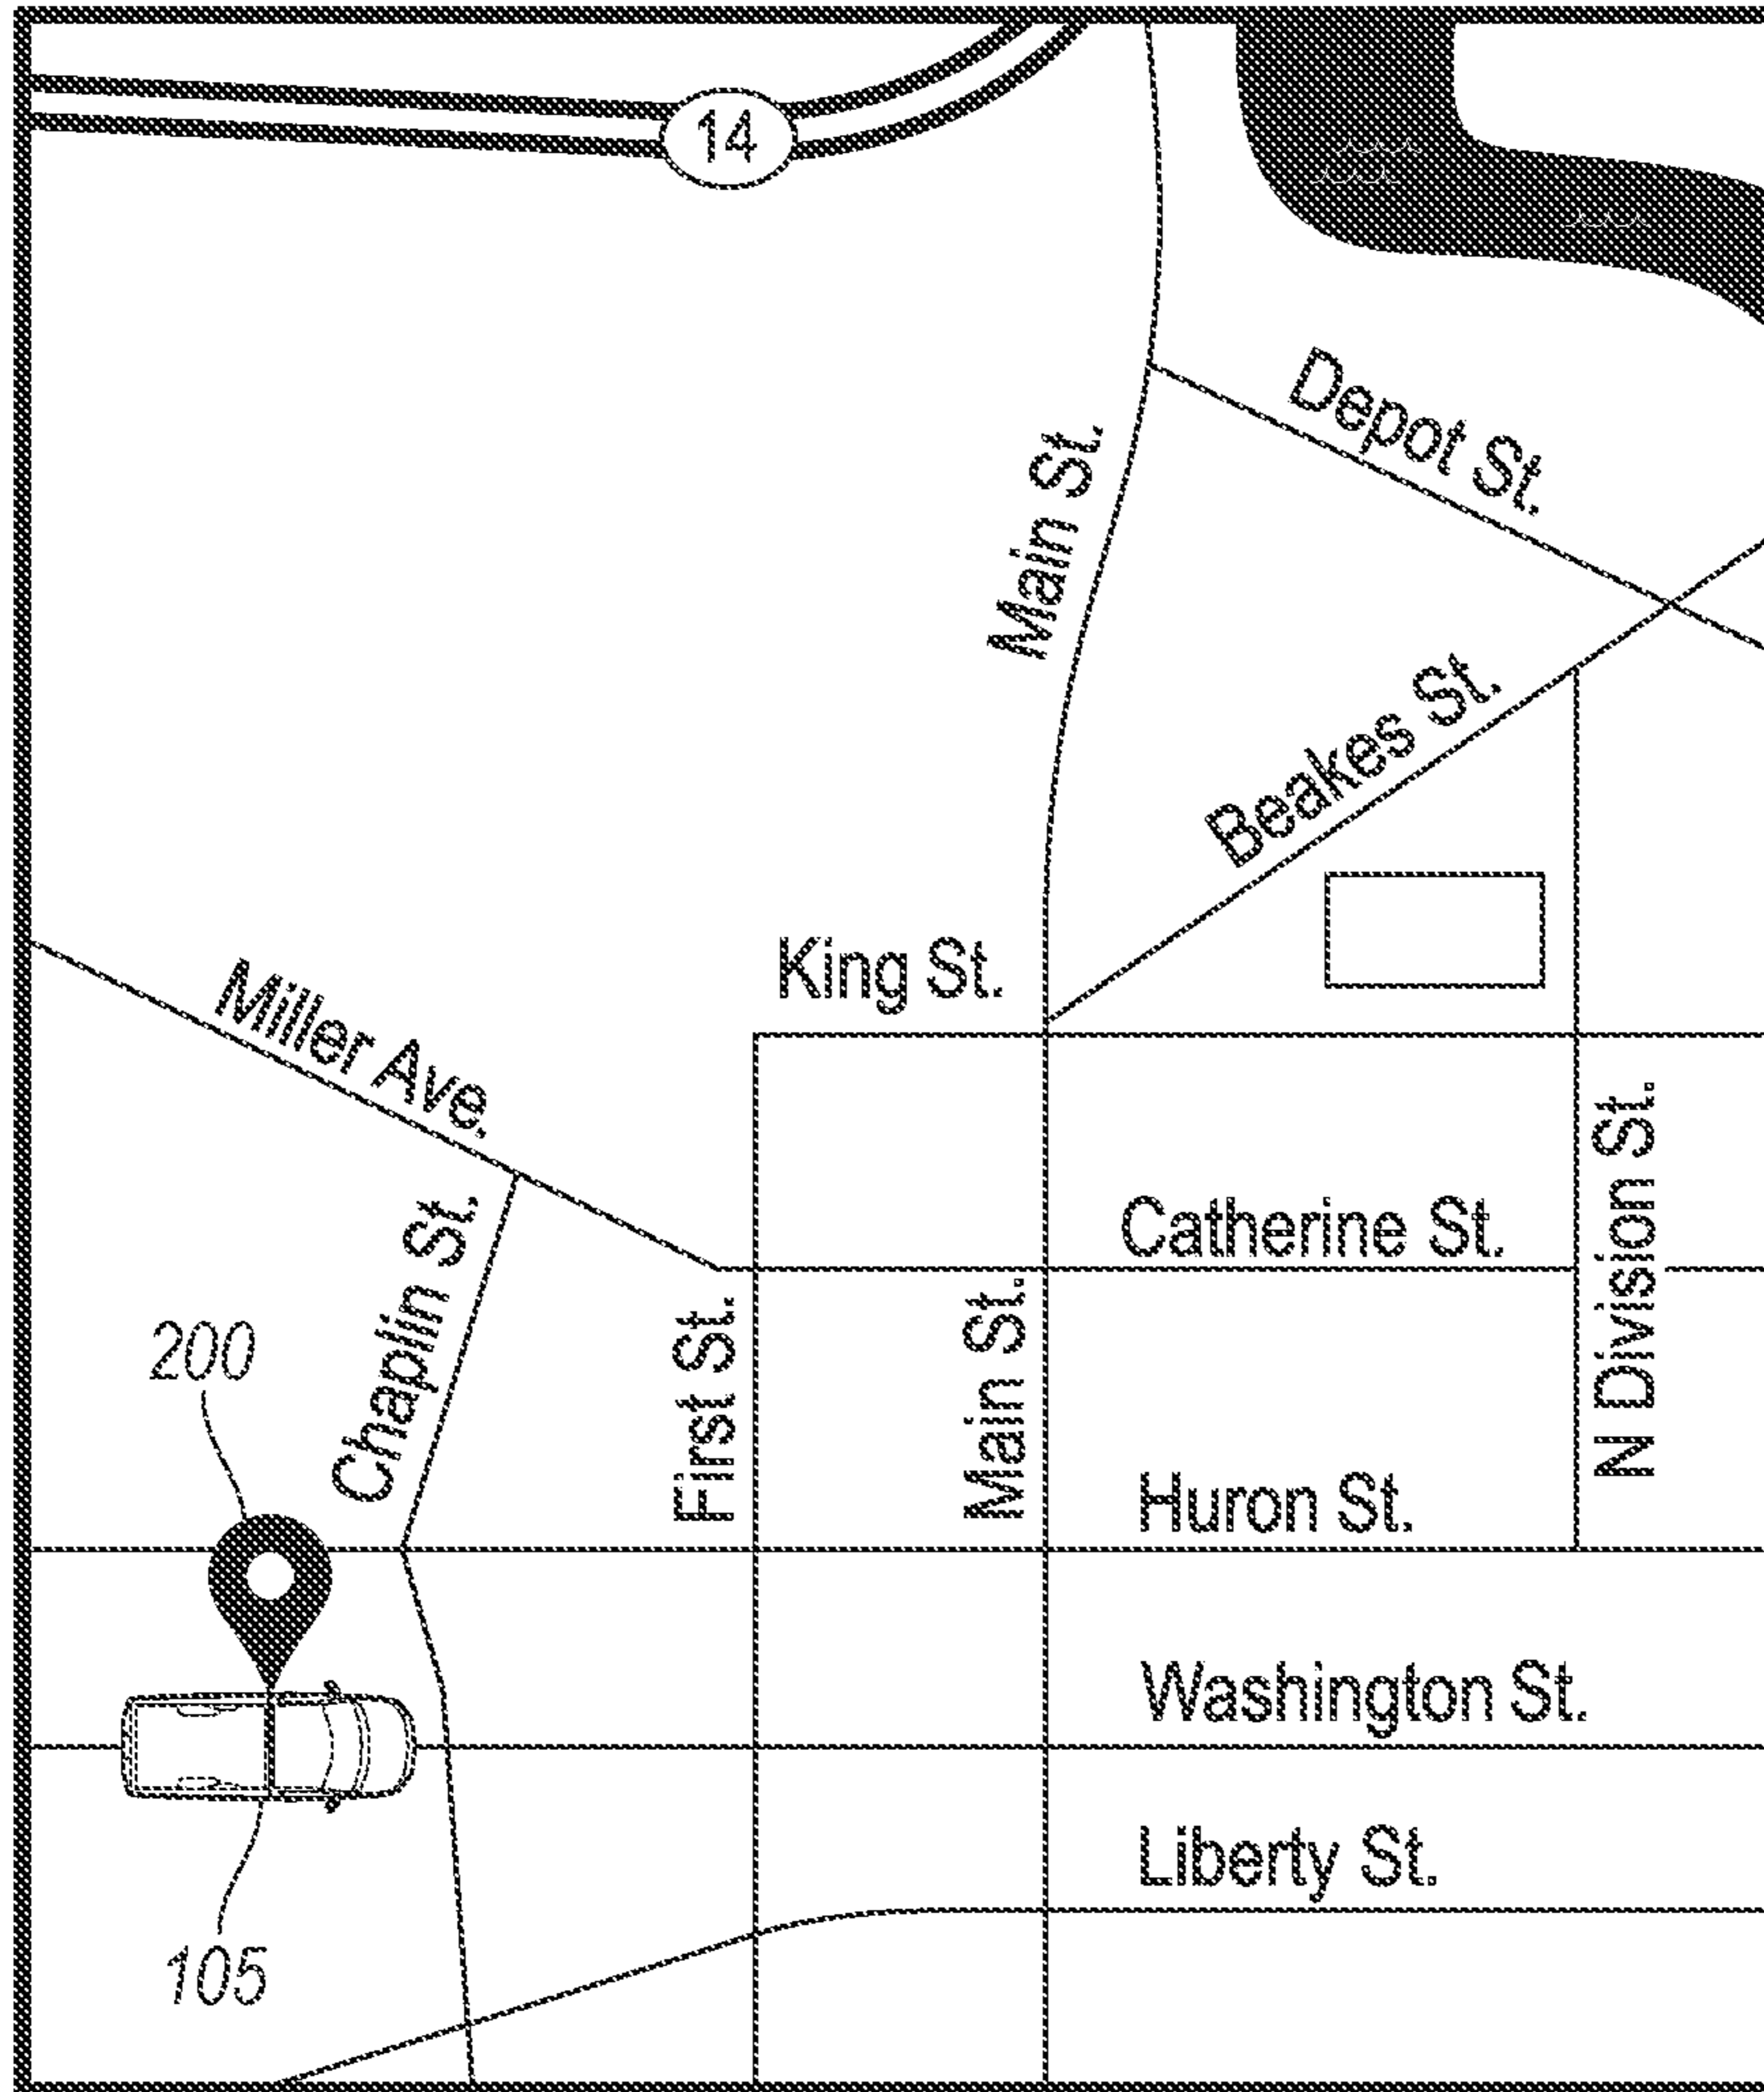 14
Depot St.
Main St.
Beakes St.
King St.
Miller Ave.
Catherine St.
N Division St.
Chaplin St.
First St.
Main St.
200
Huron St.
Washington St.
Liberty St.
105